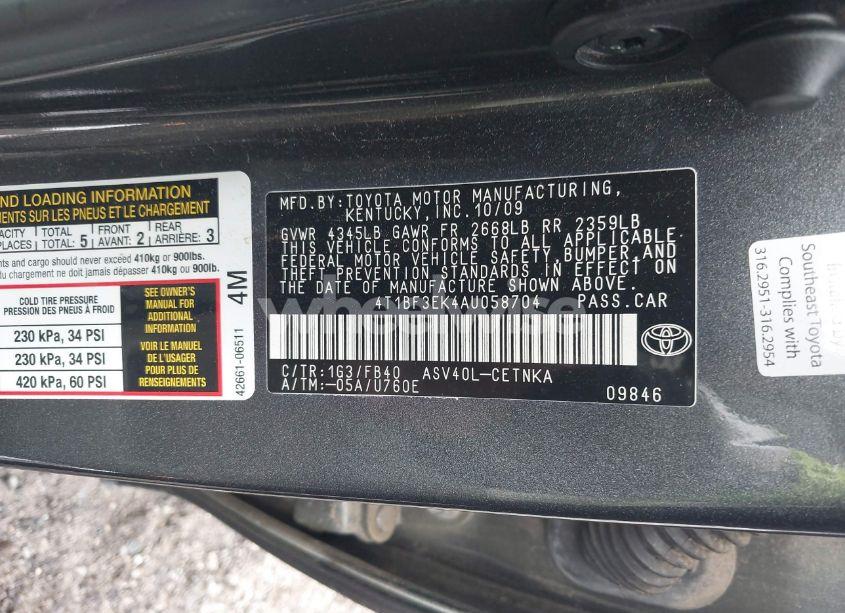 ND LOADING INFORMATION
EMENTS SUR LES PNEUS ET LE CHARGEMENT
ACITY TOTAL 5 FRONT 2 REAR 3
PLACES TOTAL: AVANT: ARRIÈRE:
ants and cargo should never exceed 410kg or 900lbs.
du chargement ne doit jamais dépasser 410kg ou 900lb.
COLD TIRE PRESSURE
PRESSION DES PNEUS À FROID
230 kPa, 34 PSI
230 kPa, 34 PSI
420 kPa, 60 PSI
SEE OWNER'S
MANUAL FOR
ADDITIONAL
INFORMATION
VOIR LE MANUEL
DE L'USAGER
POUR PLUS DE
RENSEIGNEMENTS
4M
42661-06511
MFD.BY:TOYOTA MOTOR MANUFACTURING,
KENTUCKY, INC.10/09
GVWR 4345LB GAWR FR 2668LB RR 2359LB
THIS VEHICLE CONFORMS TO ALL APPLICABLE
FEDERAL MOTOR VEHICLE SAFETY,BUMPER,AND
THEFT PREVENTION STANDARDS IN EFFECT ON
THE DATE OF MANUFACTURE SHOWN ABOVE.
4T1BF3EK4AU058704 PASS.CAR
C/TR:1G3/FB40 ASV40L-CETNKA
A/TM:-05A/U760E
09846
TOYOTA
Southeast Toyota
Complies with
316.2951-316.2954